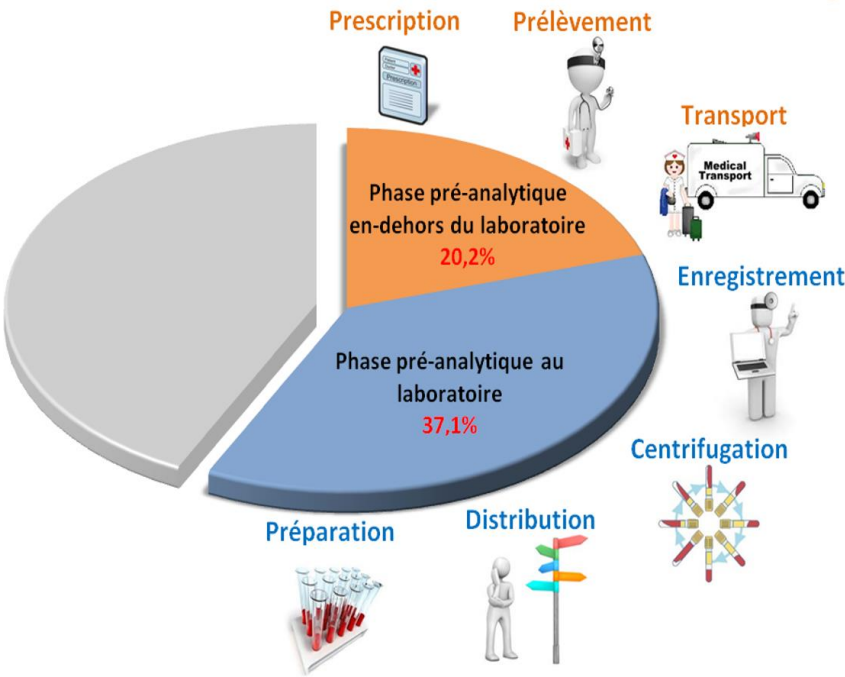 Prescription
Prélèvement
Prescription
Transport
Medical
Transport
Phase pré-analytique
en-dehors du laboratoire
20,2%
Enregistrement
Phase pré-analytique au
laboratoire
37,1%
Centrifugation
Distribution
Préparation